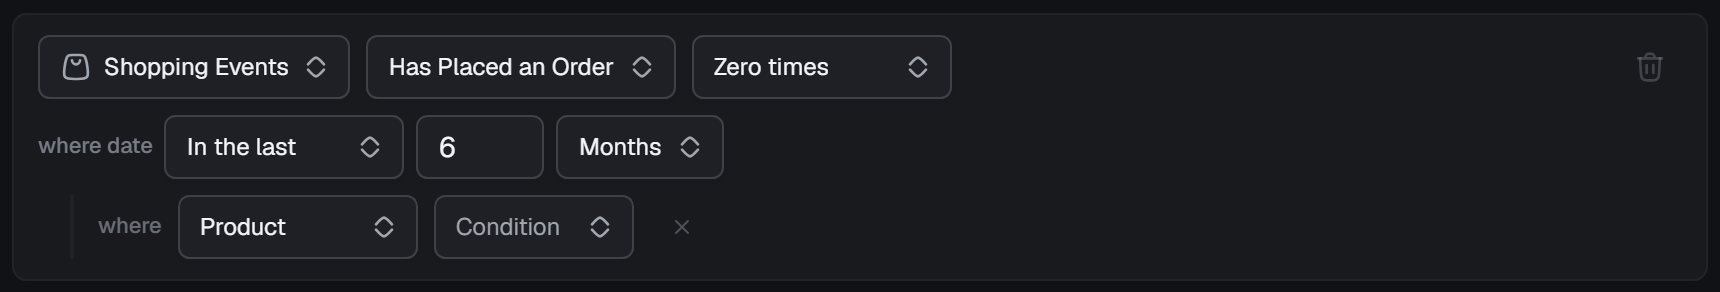 Shopping Events Has Placed an Order Zero times
where date In the last 6 Months
where Product Condition